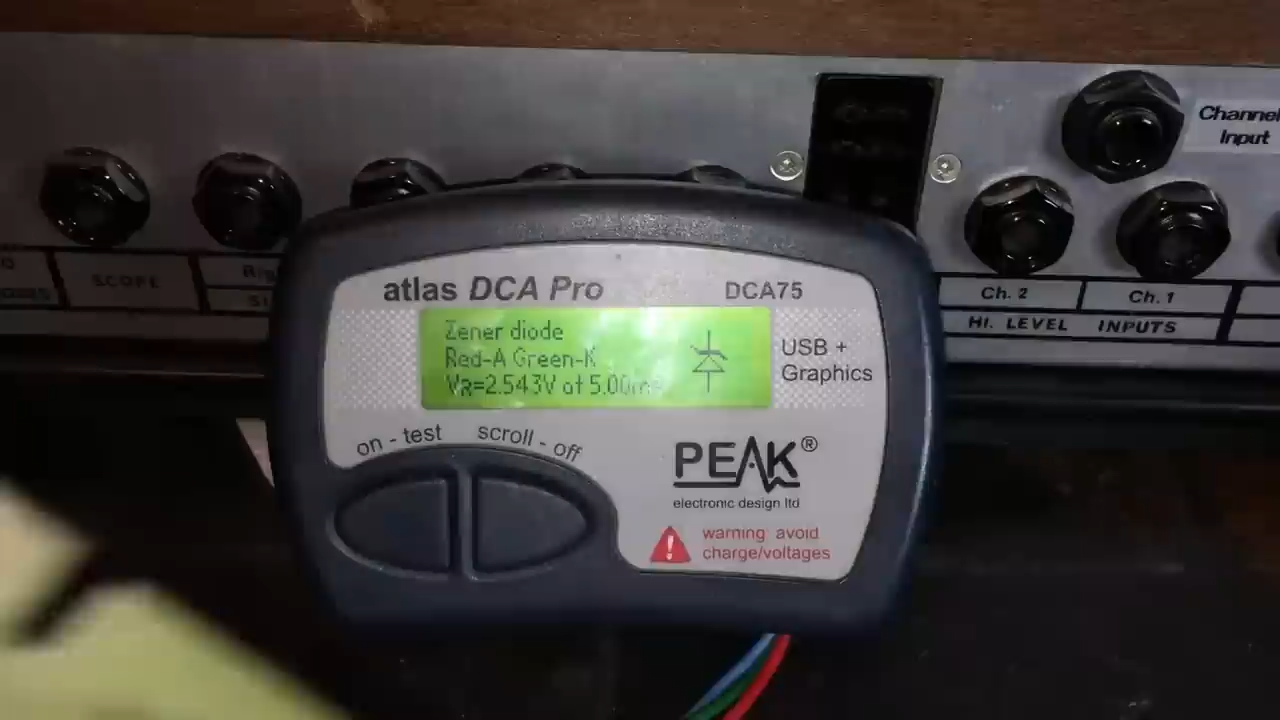 Channel
Input
SCOPE
Ch. 2
Ch. 1
HI. LEVEL INPUTS
atlas DCA Pro
DCA75
Zener diode
Red-A Green-K
VR=2.543V at 5.00m
USB +
Graphics
on - test
scroll - off
PEAK®
electronic design ltd
warning avoid
charge/voltages